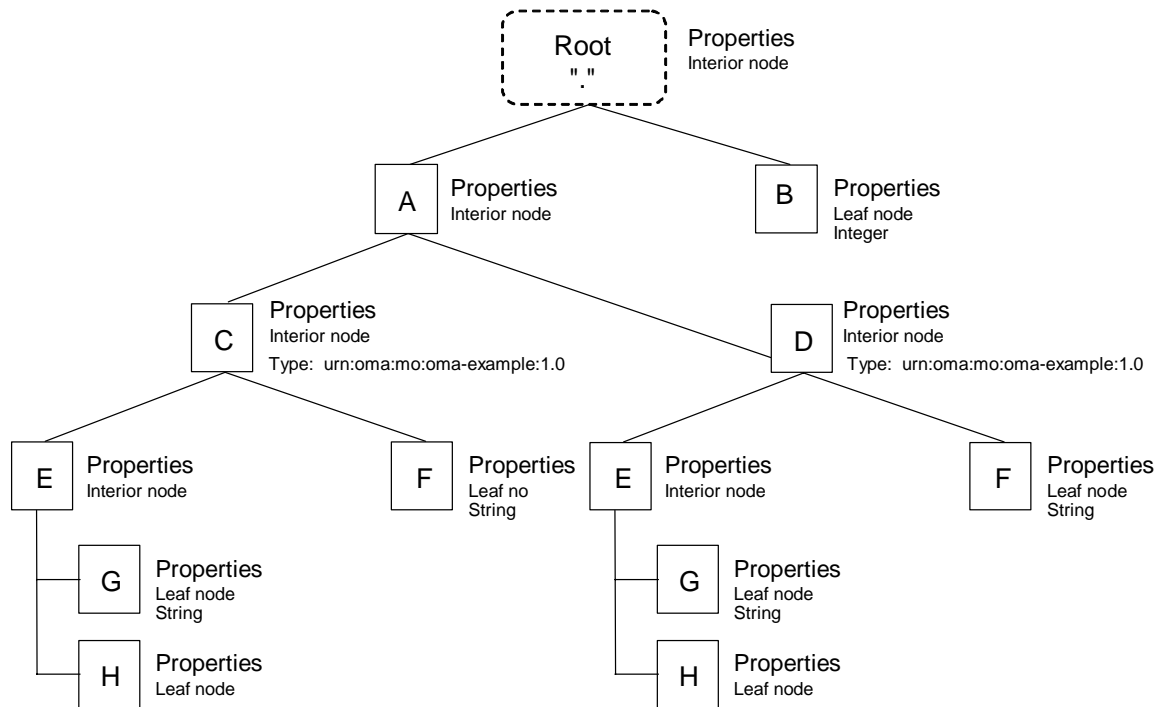 Root
"."
Properties
Interior node
A
Properties
Interior node
B
Properties
Leaf node
Integer
C
Properties
Interior node
Type: urn:oma:mo:oma-example:1.0
D
Properties
Interior node
Type: urn:oma:mo:oma-example:1.0
E
Properties
Interior node
F
Properties
Leaf no
String
E
Properties
Interior node
F
Properties
Leaf node
String
G
Properties
Leaf node
String
G
Properties
Leaf node
String
H
Properties
Leaf node
H
Properties
Leaf node